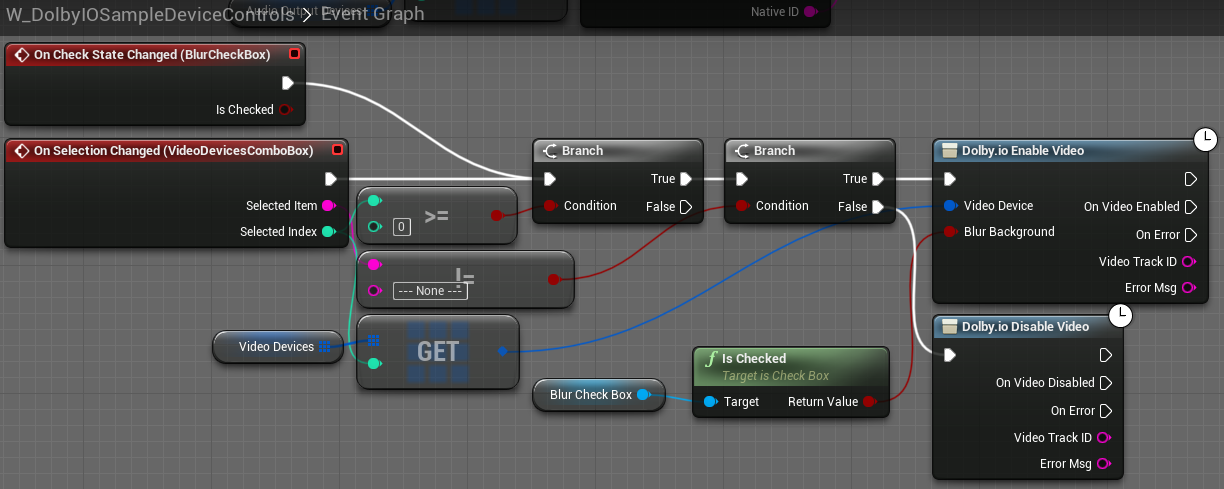 Audio Output Devices
Native ID
W_DolbyIOSampleDeviceControls > Event Graph
On Check State Changed (BlurCheckBox)
Is Checked
On Selection Changed (VideoDevicesComboBox)
Selected Item
Selected Index
>=
0
!=
--- None ---
Video Devices
GET
Branch
True
Condition
False
Branch
True
Condition
False
Blur Check Box
f Is Checked
Target is Check Box
Target
Return Value
Dolby.io Enable Video
Video Device
On Video Enabled
Blur Background
On Error
Video Track ID
Error Msg
Dolby.io Disable Video
On Video Disabled
On Error
Video Track ID
Error Msg